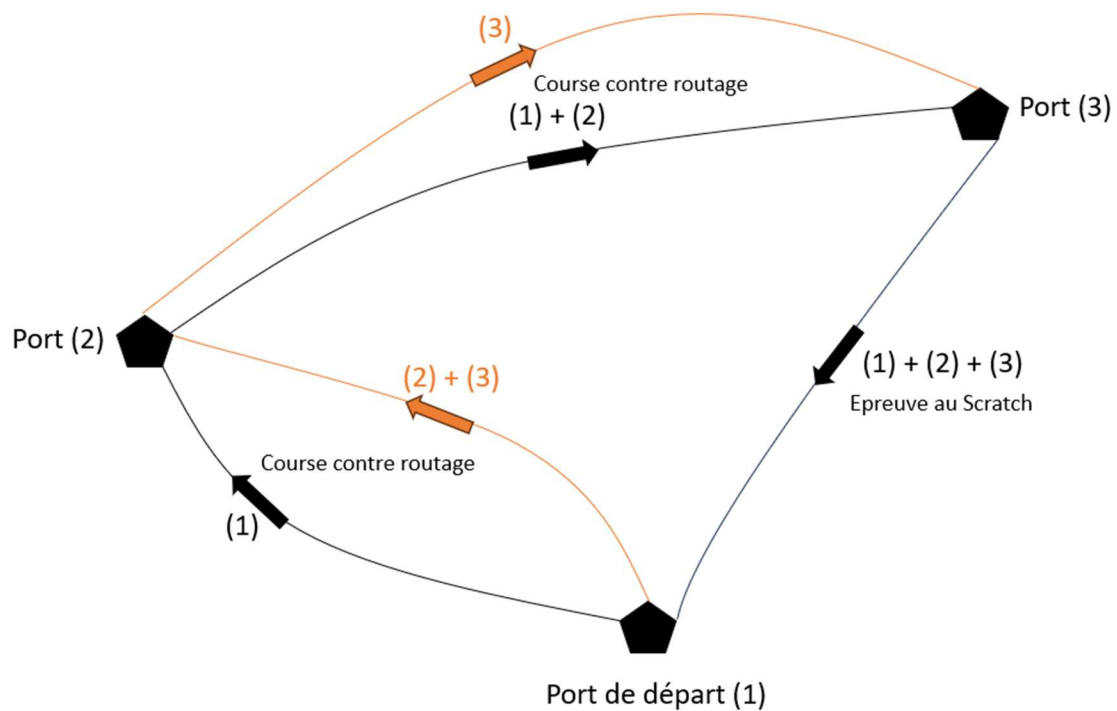 (3)
Course contre routage
(1) + (2)
Port (3)
Port (2)
(1) + (2) + (3)
Epreuve au Scratch
(2) + (3)
Course contre routage
(1)
Port de départ (1)